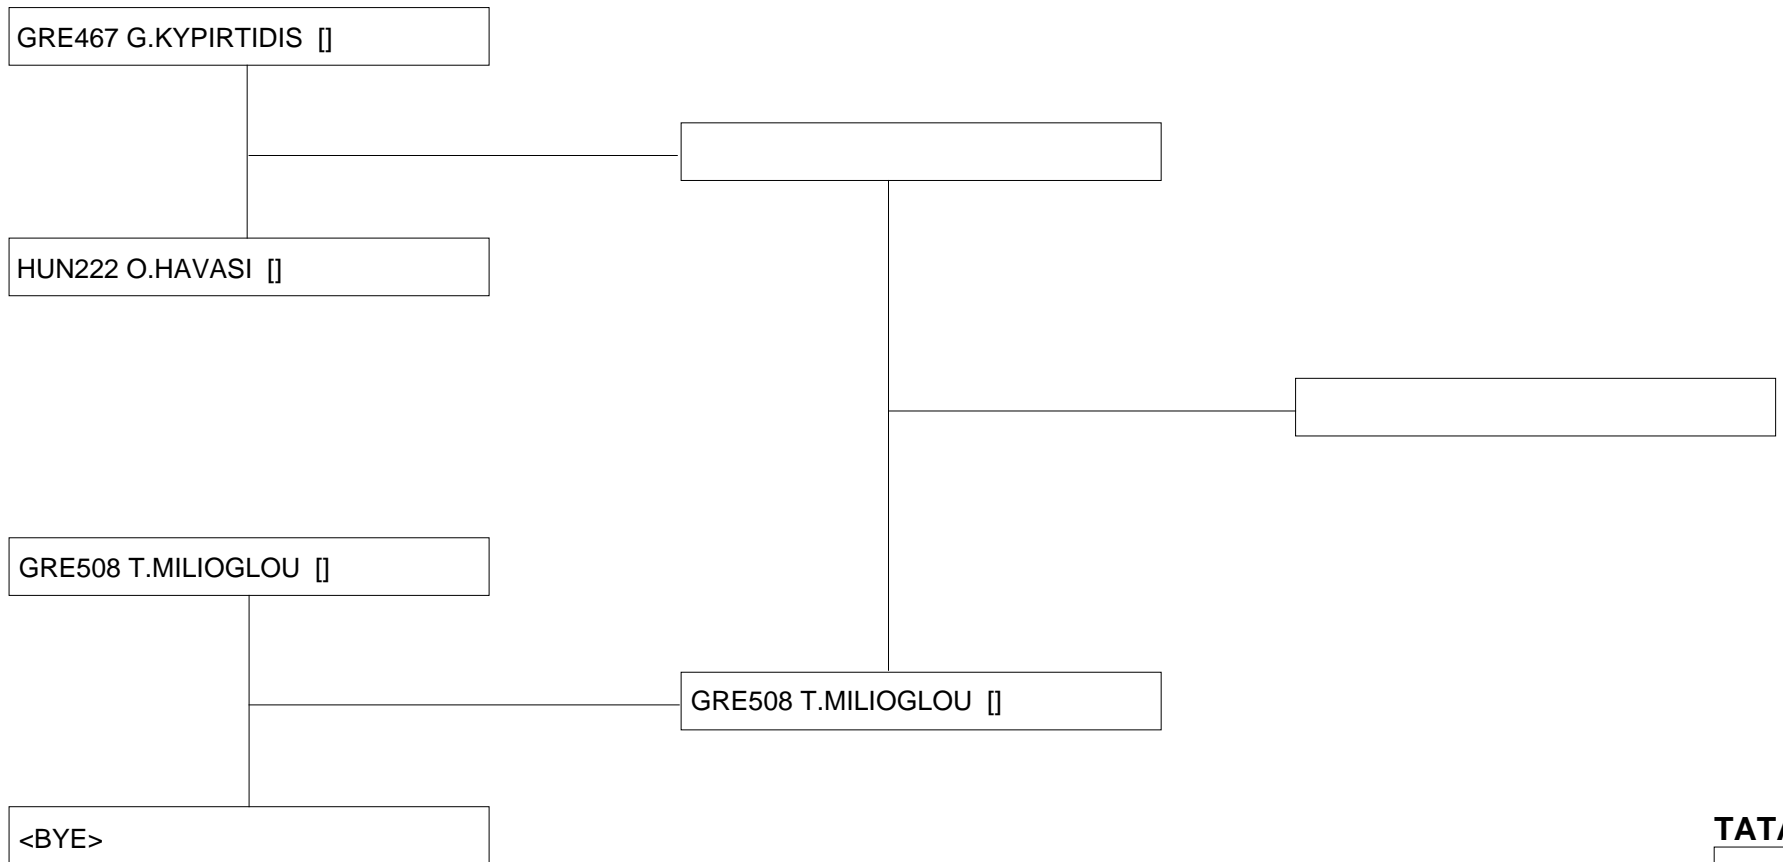 GRE467 G.KYPIRTIDIS []
HUN222 O.HAVASI []
GRE508 T.MILIOGLOU []
GRE508 T.MILIOGLOU []
<BYE>